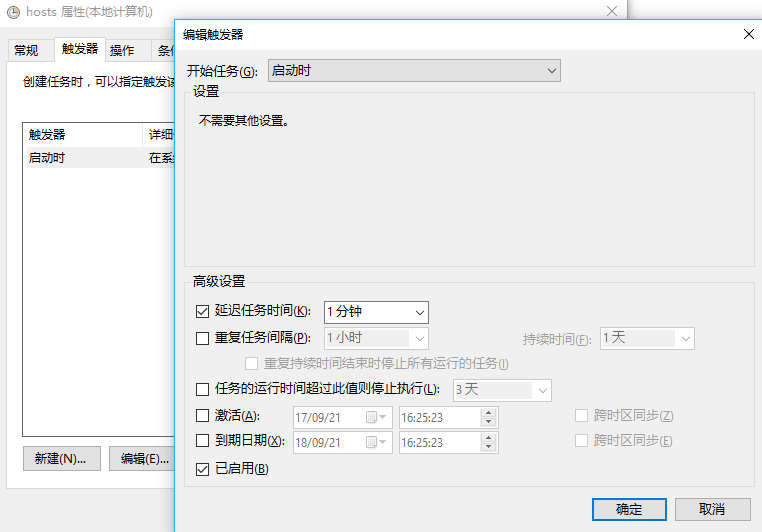 hosts 属性(本地计算机)
常规 触发器 操作
创建任务时，可以指定触发该
触发器 详细
启动时 在系
新建(N)... 编辑(E)...
编辑触发器
开始任务(G): 启动时
设置
不需要其他设置。
高级设置
延迟任务时间(K): 1 分钟
重复任务间隔(P): 1 小时 持续时间(F): 1 天
重复持续时间结束时停止所有运行的任务(I)
任务的运行时间超过此值则停止执行(L): 3 天
激活(A): 17/09/21 16:25:23 跨时区同步(Z)
到期日期(X): 18/09/21 16:25:23 跨时区同步(E)
已启用(B)
确定 取消